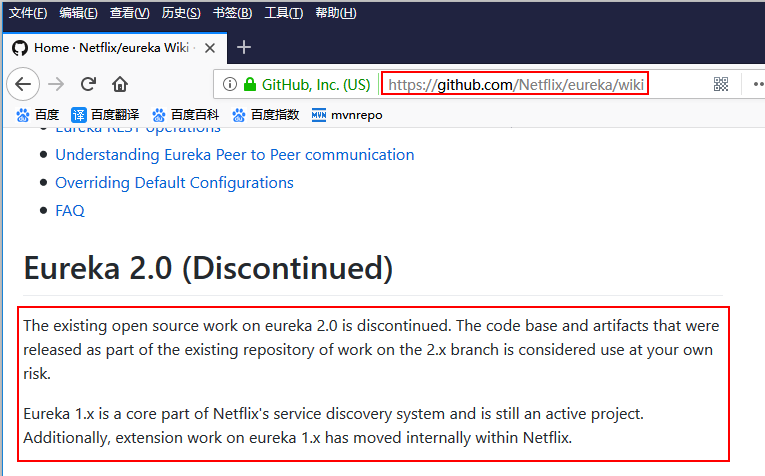 文件(F) 编辑(E) 查看(V) 历史(S) 书签(B) 工具(T) 帮助(H)
Home · Netflix/eureka Wiki ·
GitHub, Inc. (US) https://github.com/Netflix/eureka/wiki
百度 译 百度翻译 百度百科 百度指数 MVN mvnrepo
Eureka REST operations
Understanding Eureka Peer to Peer communication
Overriding Default Configurations
FAQ
Eureka 2.0 (Discontinued)
The existing open source work on eureka 2.0 is discontinued. The code base and artifacts that were
released as part of the existing repository of work on the 2.x branch is considered use at your own
risk.
Eureka 1.x is a core part of Netflix's service discovery system and is still an active project.
Additionally, extension work on eureka 1.x has moved internally within Netflix.